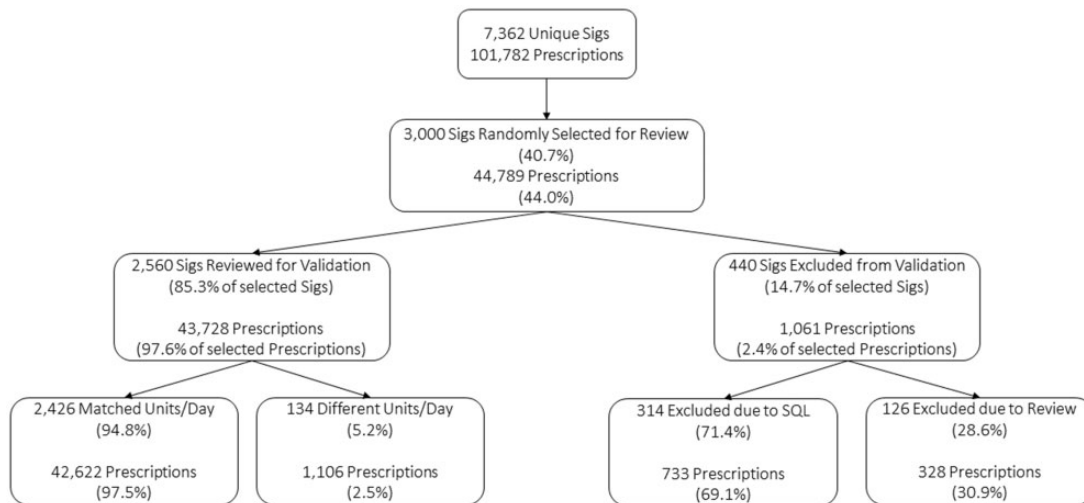 7,362 Unique Sigs
101,782 Prescriptions
3,000 Sigs Randomly Selected for Review
(40.7%)
44,789 Prescriptions
(44.0%)
2,560 Sigs Reviewed for Validation
(85.3% of selected Sigs)
43,728 Prescriptions
(97.6% of selected Prescriptions)
440 Sigs Excluded from Validation
(14.7% of selected Sigs)
1,061 Prescriptions
(2.4% of selected Prescriptions)
2,426 Matched Units/Day
(94.8%)
42,622 Prescriptions
(97.5%)
134 Different Units/Day
(5.2%)
1,106 Prescriptions
(2.5%)
314 Excluded due to SQL
(71.4%)
733 Prescriptions
(69.1%)
126 Excluded due to Review
(28.6%)
328 Prescriptions
(30.9%)